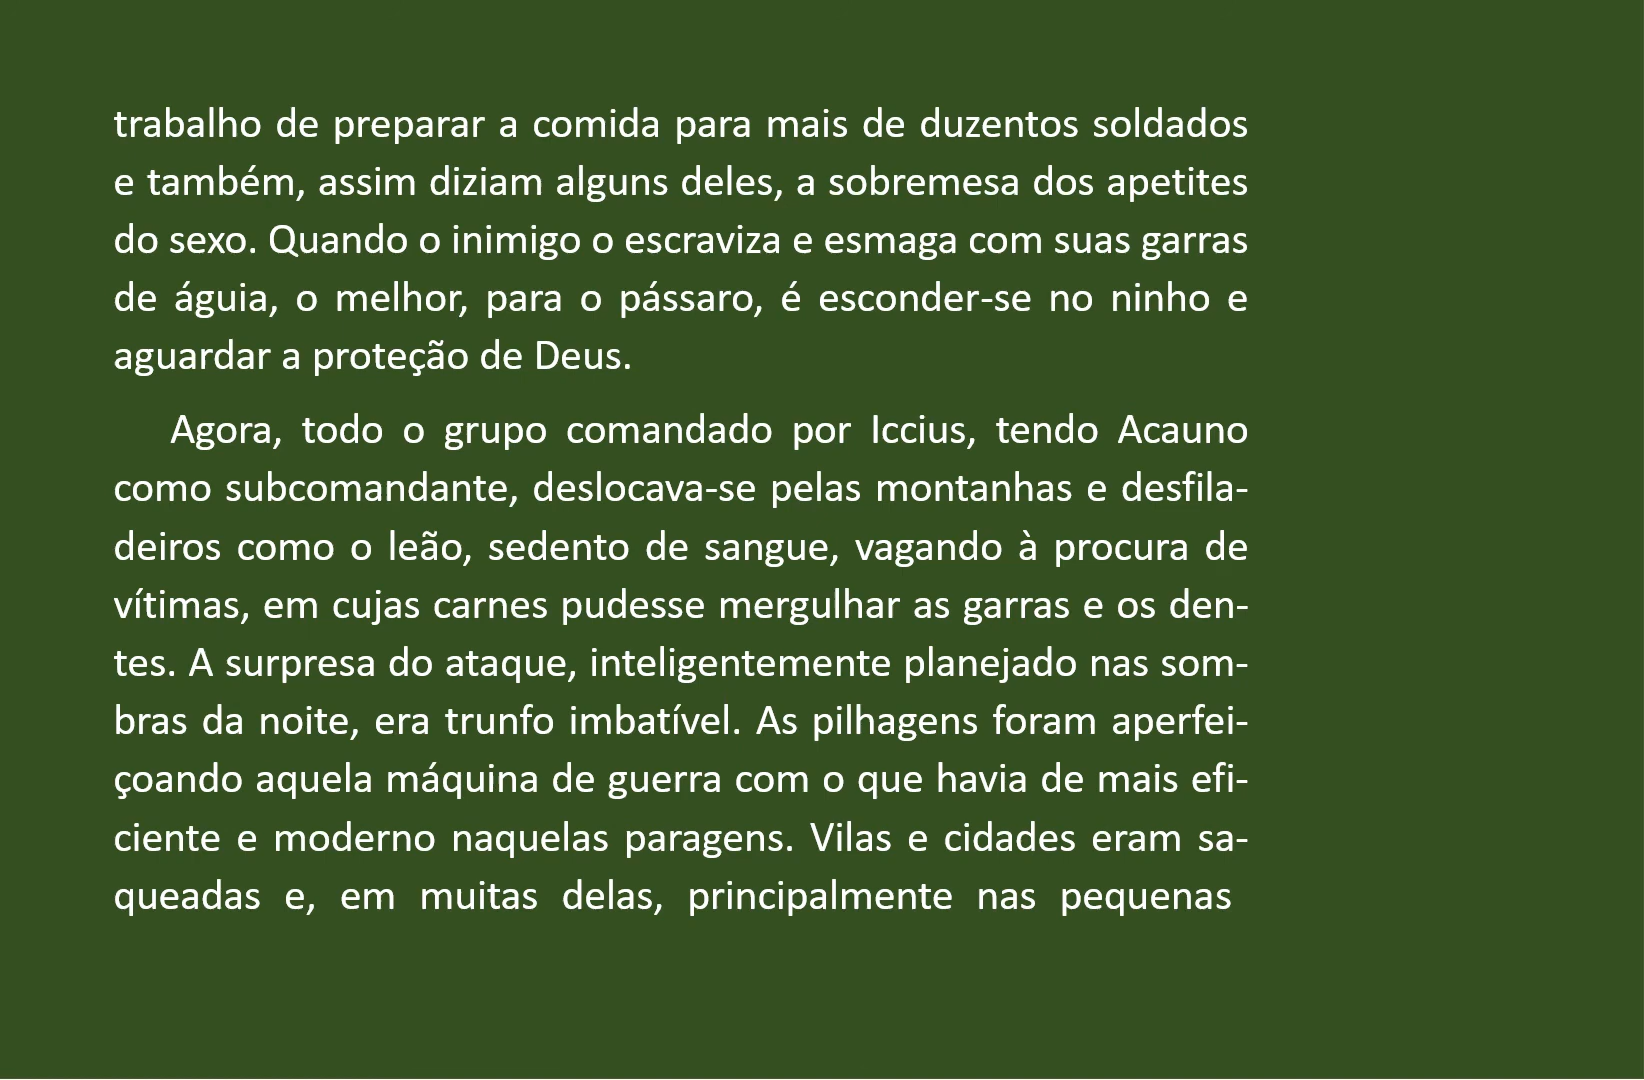 trabalho de preparar a comida para mais de duzentos soldados
e também, assim diziam alguns deles, a sobremesa dos apetites
do sexo. Quando o inimigo o escraviza e esmaga com suas garras
de águia, o melhor, para o pássaro, é esconder-se no ninho e
aguardar a proteção de Deus.
Agora, todo o grupo comandado por Iccius, tendo Acauno
como subcomandante, deslocava-se pelas montanhas e desfila-
deiros como o leão, sedento de sangue, vagando à procura de
vítimas, em cujas carnes pudesse mergulhar as garras e os den-
tes. A surpresa do ataque, inteligentemente planejado nas som-
bras da noite, era trunfo imbatível. As pilhagens foram aperfei-
çoando aquela máquina de guerra com o que havia de mais efi-
ciente e moderno naquelas paragens. Vilas e cidades eram sa-
queadas e, em muitas delas, principalmente nas pequenas